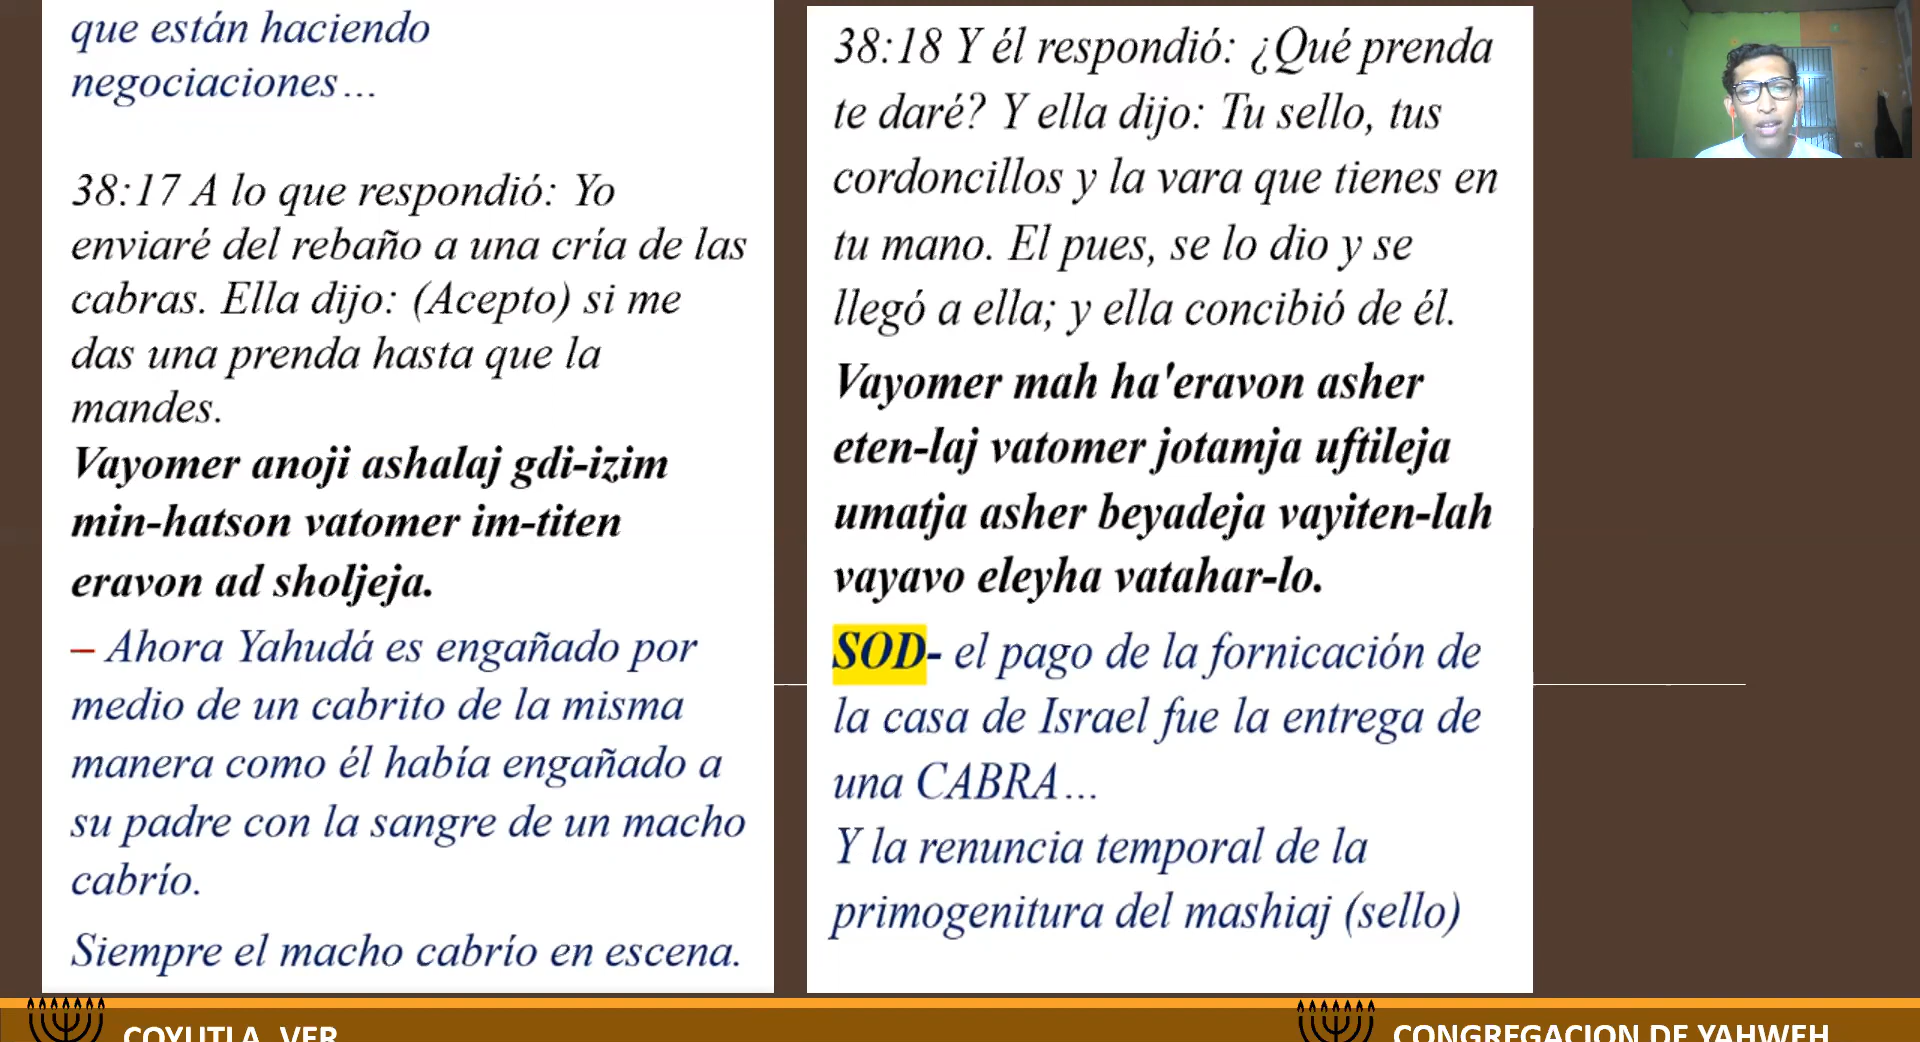 que están haciendo
negociaciones...
38:17 A lo que respondió: Yo
enviaré del rebaño a una cría de las
cabras. Ella dijo: (Acepto) si me
das una prenda hasta que la
mandes.
Vayomer anoji ashalaj gdi-izim
min-hatson vatomer im-titen
eravon ad sholjeja.
– Ahora Yahudá es engañado por
medio de un cabrito de la misma
manera como él había engañado a
su padre con la sangre de un macho
cabrío.
Siempre el macho cabrío en escena.
38:18 Y él respondió: ¿Qué prenda
te daré? Y ella dijo: Tu sello, tus
cordoncillos y la vara que tienes en
tu mano. El pues, se lo dio y se
llegó a ella; y ella concibió de él.
Vayomer mah ha'eravon asher
eten-laj vatomer jotamja uftileja
umatja asher beyadeja vayiten-lah
vayavo eleyha vatahar-lo.
SOD- el pago de la fornicación de
la casa de Israel fue la entrega de
una CABRA...
Y la renuncia temporal de la
primogenitura del mashiaj (sello)
COYUTLA, VER
CONGREGACION DE YAHWEH